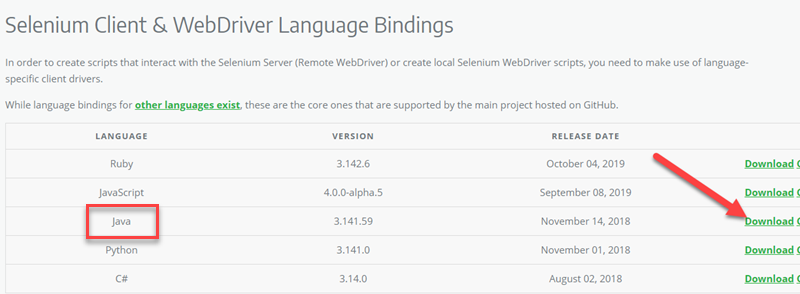 Selenium Client & WebDriver Language Bindings
In order to create scripts that interact with the Selenium Server (Remote WebDriver) or create local Selenium WebDriver scripts, you need to make use of language-
specific client drivers.
While language bindings for other languages exist, these are the core ones that are supported by the main project hosted on GitHub.
LANGUAGE VERSION RELEASE DATE
Ruby 3.142.6 October 04, 2019 Download
JavaScript 4.0.0-alpha.5 September 08, 2019 Download
Java 3.141.59 November 14, 2018 Download
Python 3.141.0 November 01, 2018 Download
C# 3.14.0 August 02, 2018 Download